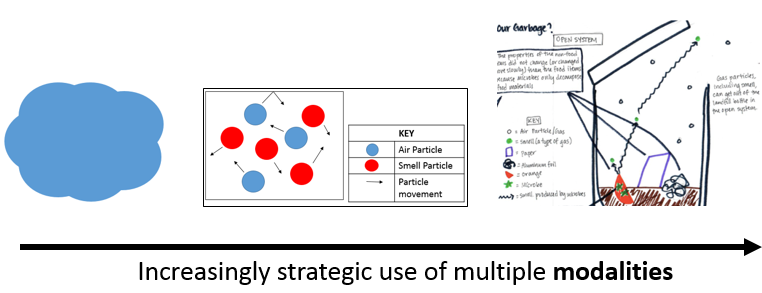 Our Garbage?
OPEN SYSTEM
The properties of the non-food
did not change (or changed
more slowly) than the food items
because microbes only decompose
food materials.
Gas particles,
including smell,
can get out of the
landfill bottle in
the open system.
KEY
= Air Particle/Gas
= Smell (a type of gas)
= paper
= Aluminum foil
= orange
= microbe
= smell produced by microbes
KEY
Air Particle
Smell Particle
Particle
movement
Increasingly strategic use of multiple modalities